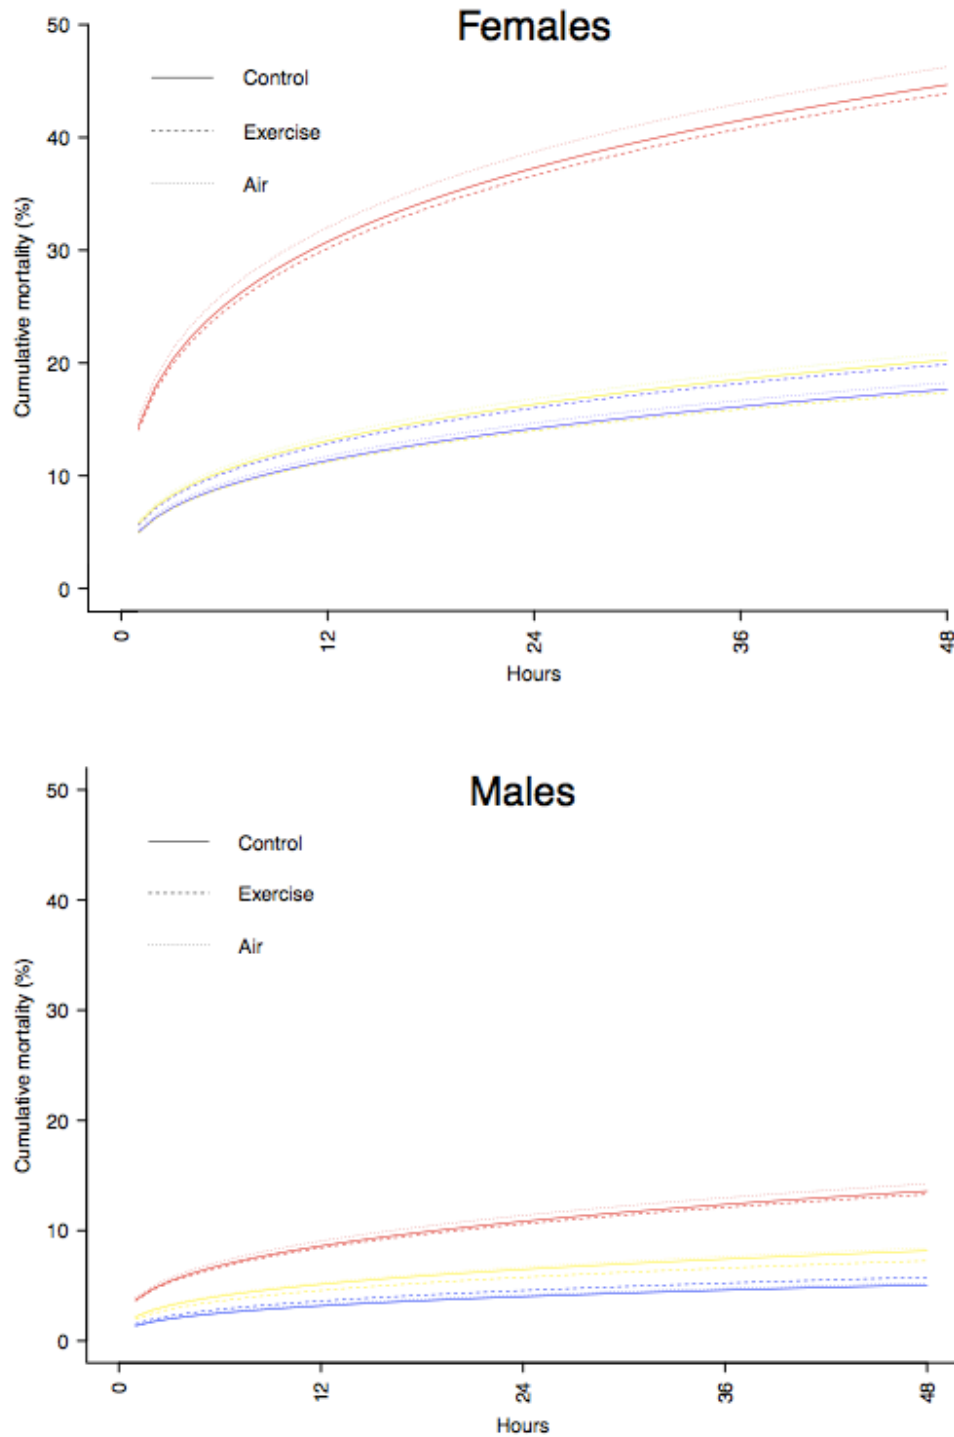 Females
Control
Exercise
Air
Cumulative mortality (%)
50
40
30
20
10
0
0 12 24 36 48
Hours
Males
Control
Exercise
Air
Cumulative mortality (%)
50
40
30
20
10
0
0 12 24 36 48
Hours